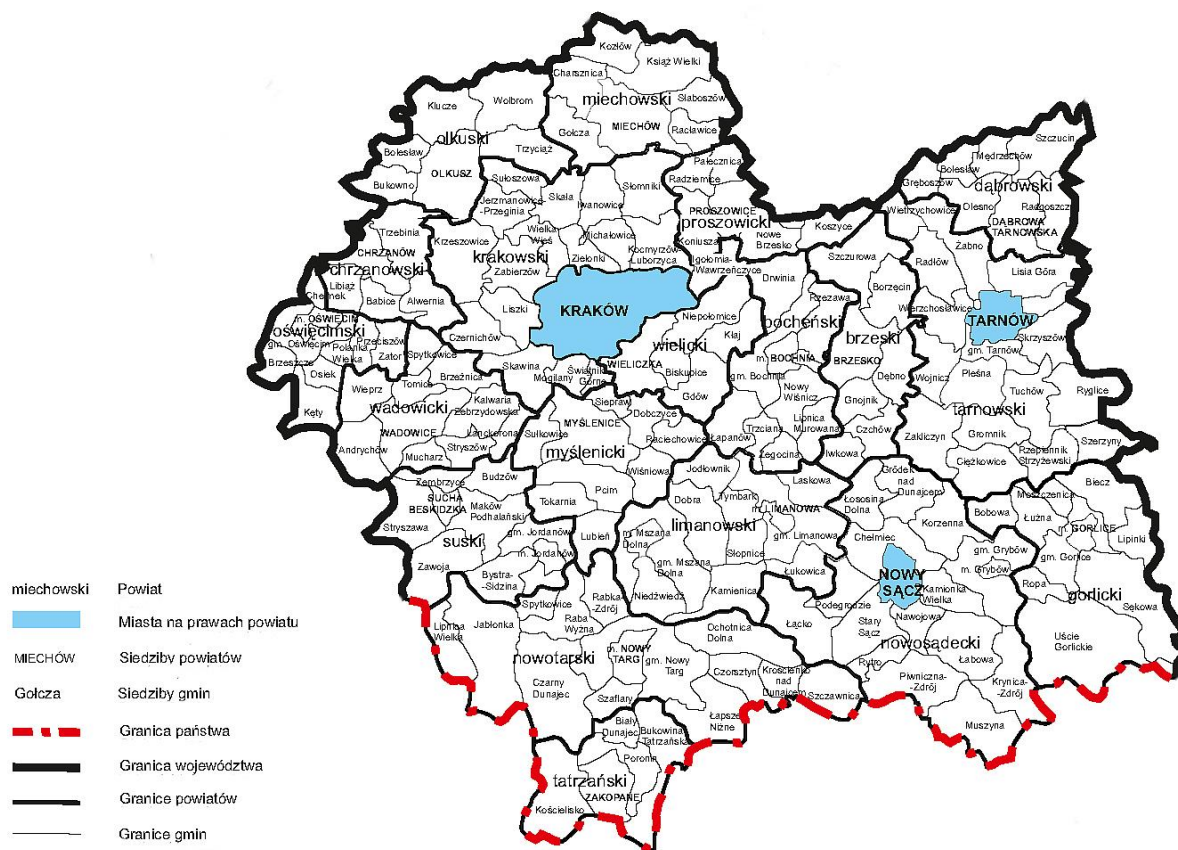 Kozłów
Książ Wielki
Charsznica
miechowski
Słaboszów
Klucze
Wolbrom
Gołcza
MIECHÓW
Racławice
olkuski
Trzyciąż
Bolesław
OLKUSZ
Bukowno
Szczucin
Mędrzechów
Bolesław
Gręboszów
dąbrowski
Olesno
Radgoszcz
DĄBROWA
TARNOWSKA
Pałecznica
Radziemice
PROSZOWICE
proszowicki
Koniusza
Nowe
Brzesko
Koszyce
Sułoszowa
Skała
Słomniki
Jerzmanowice
-Przeginia
Iwanowice
Wielka
Wieś
Michałowice
Krzeszowice
krakowski
Zielonki
Kocmyrzów-
Luborzyca
Igołomia-
Wawrzeńczyce
Zabierzów
Liszki
KRAKÓW
Czernichów
Skawina
Mogilany
Świątniki
Górne
Trzebinia
CHRZANÓW
chrzanowski
Libiąż
Babice
Alwernia
Chełmek
m. OŚWIĘCIM
oświęcimski
gm. Oświęcim
Polanka
Wielka
Przeciszów
Zator
Brzeszcze
Osiek
Kęty
Spytkowice
Wieprz
Tomice
Brzeźnica
wadowicki
Kalwaria
Zebrzydowska
WADOWICE
Lanckorona
Andrychów
Mucharz
Stryszów
Niepołomice
Kłaj
wielicki
WIELICZKA
Biskupice
Gdów
Drwinia
Rzezawa
bocheński
m. BOCHNIA
gm. Bochnia
Nowy
Wiśnicz
Lipnica
Murowana
Trzciana
Łapanów
Żegocina
Szczurowa
Borzęcin
brzeski
BRZESKO
Dębno
Gnojnik
Czchów
Iwkowa
Wietrzychowice
Żabno
Radłów
Lisia Góra
Wierzchosławice
TARNÓW
Skrzyszów
gm. Tarnów
Wojnicz
Pleśna
Tuchów
Ryglice
tarnowski
Zakliczyn
Gromnik
Szerzyny
Ciężkowice
Rzepiennik
Strzyżewski
Siepraw
Dobczyce
MYŚLENICE
Sułkowice
Raciechowice
myślenicki
Wiśniowa
Pcim
Tokarnia
Lubień
Zembrzyce
Budzów
SUCHA
BESKIDZKA
Maków
Podhalański
Stryszawa
suski
gm. Jordanów
m. Jordanów
Zawoja
Bystra-
-Sidzina
Jodłownik
Laskowa
Dobra
Tymbark
limanowski
m. LIMANOWA
m. Mszana
Dolna
gm. Limanowa
Słopnice
gm. Mszana
Dolna
Łukowica
Niedźwiedź
Kamienica
Gródek
nad
Dunajcem
Łososina
Dolna
Korzenna
Chełmiec
gm. Grybów
m. Grybów
NOWY
SĄCZ
Kamionka
Wielka
Podegrodzie
Nawojowa
Łącko
Stary
Sącz
nowosądecki
Rytro
Łabowa
Piwniczna-
Zdrój
Krynica-
Zdrój
Muszyna
Biecz
Moszczenica
Bobowa
Łużna
m. GORLICE
Lipinki
gm. Gorlice
Ropa
gorlicki
Sękowa
Uście
Gorlickie
Spytkowice
Rabka-
Zdrój
Lipnica
Wielka
Jabłonka
Raba
Wyżna
Ochotnica
Dolna
nowotarski
m. NOWY
TARG
gm. Nowy
Targ
Czorsztyn
Krościenko
nad
Dunajcem
Szczawnica
Czarny
Dunajec
Szaflary
Łapsze
Niżne
Biały
Dunajec
Bukowina
Tatrzańska
Poronin
tatrzański
ZAKOPANE
Kościelisko
miechowski Powiat
Miasta na prawach powiatu
MIECHÓW Siedziby powiatów
Gołcza Siedziby gmin
Granica państwa
Granica województwa
Granice powiatów
Granice gmin